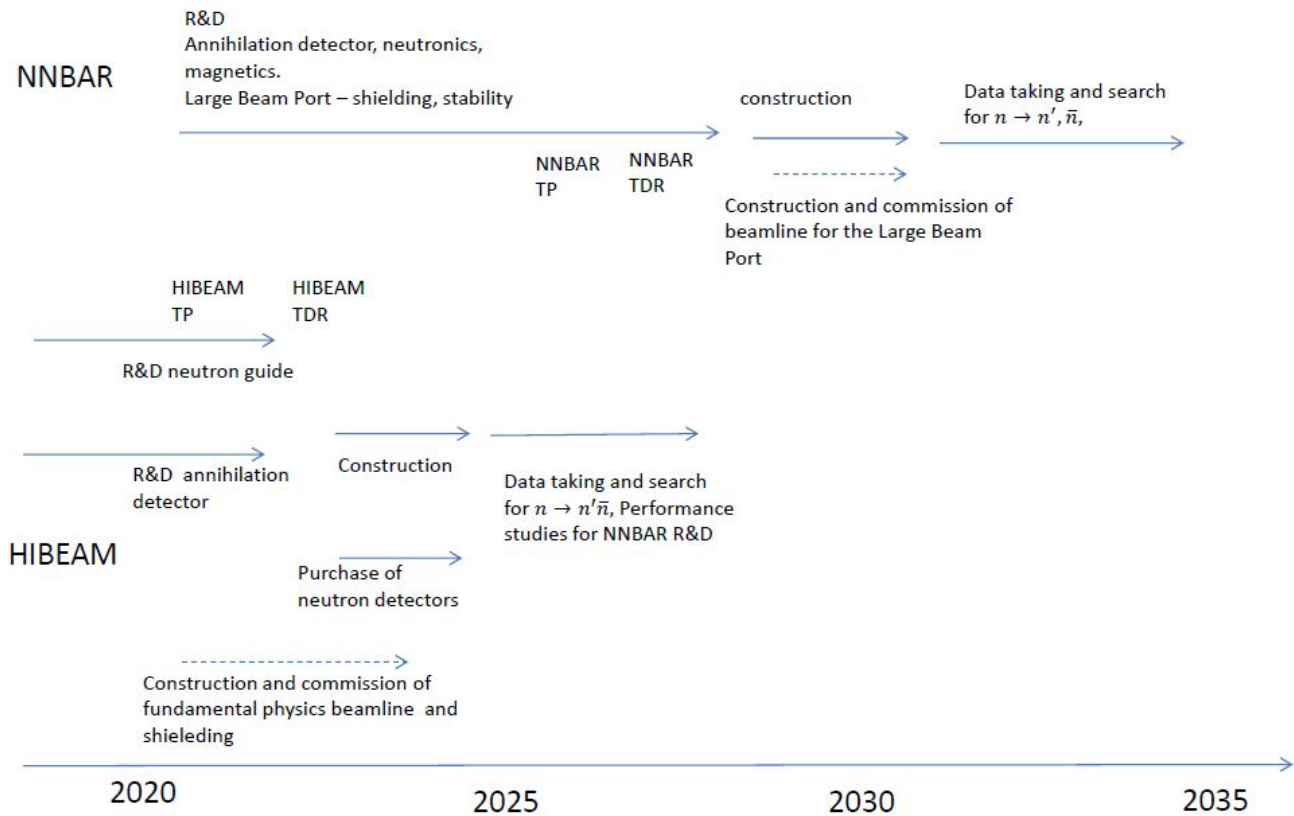 R&D
Annihilation detector, neutronics,
magnetics.
Large Beam Port – shielding, stability
NNBAR
construction
Data taking and search
for n → n′, n̄,
NNBAR
TP
NNBAR
TDR
Construction and commission of
beamline for the Large Beam
Port
HIBEAM
TP
HIBEAM
TDR
R&D neutron guide
R&D annihilation
detector
Construction
Data taking and search
for n → n′n̄, Performance
studies for NNBAR R&D
HIBEAM
Purchase of
neutron detectors
Construction and commission of
fundamental physics beamline and
shieleding
2020
2025
2030
2035